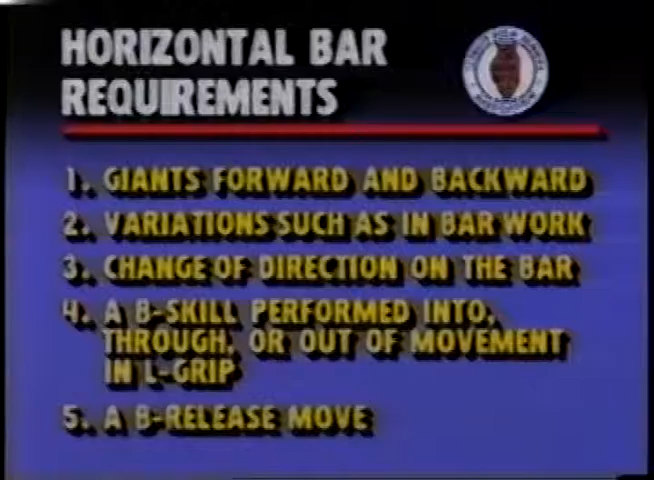 HORIZONTAL BAR
REQUIREMENTS
1. GIANTS FORWARD AND BACKWARD
2. VARIATIONS SUCH AS IN BAR WORK
3. CHANGE OF DIRECTION ON THE BAR
4. A B-SKILL PERFORMED INTO,
THROUGH, OR OUT OF MOVEMENT
IN L-GRIP
5. A B-RELEASE MOVE